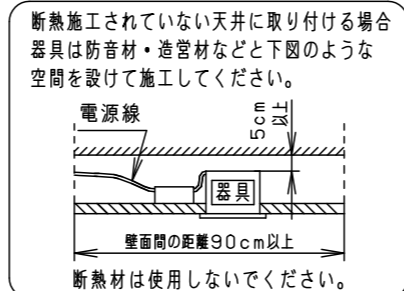 断熱施工されていない天井に取り付ける場合
器具は防音材・造営材などと下図のような
空間を設けて施工してください。
電源線
5cm
以上
器具
壁面間の距離90cm以上
断熱材は使用しないでください。